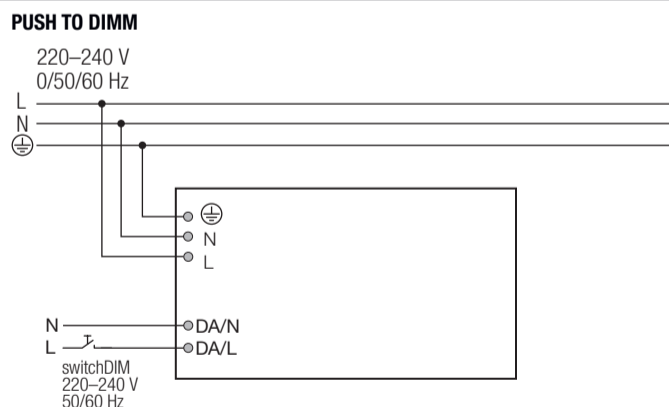 PUSH TO DIMM
220–240 V
0/50/60 Hz
L
N
N
L
N DA/N
L DA/L
switchDIM
220–240 V
50/60 Hz